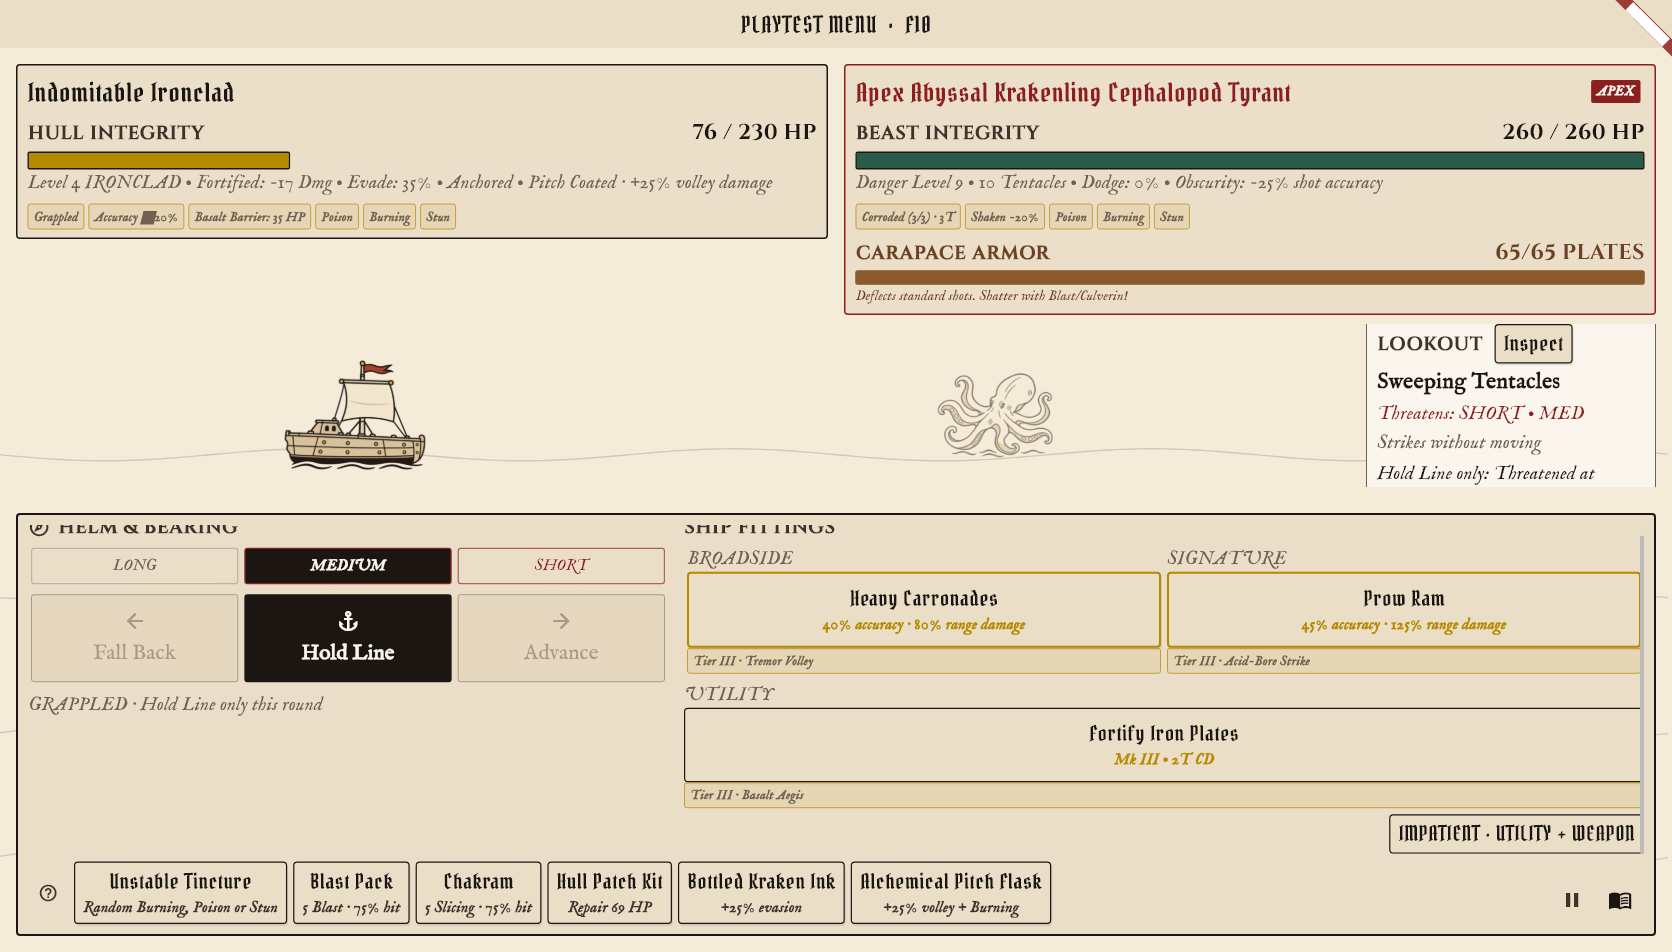 PLAYTEST MENU · F10
Indomitable Ironclad
HULL INTEGRITY
76 / 230 HP
Level 4 IRONCLAD • Fortified: -17 Dmg • Evade: 35% • Anchored • Pitch Coated · +25% volley damage
Grappled
Accuracy 20%
Basalt Barrier: 35 HP
Poison
Burning
Stun
Apex Abyssal Krakenling Cephalopod Tyrant
APEX
BEAST INTEGRITY
260 / 260 HP
Danger Level 9 • 10 Tentacles • Dodge: 0% • Obscurity: -25% shot accuracy
Corroded (3/3) · 3T
Shaken -20%
Poison
Burning
Stun
CARAPACE ARMOR
65/65 PLATES
Deflects standard shots. Shatter with Blast/Culverin!
LOOKOUT
Inspect
Sweeping Tentacles
Threatens: SHORT • MED
Strikes without moving
Hold Line only: Threatened at
HELM & BEARING
LONG
MEDIUM
SHORT
Fall Back
Hold Line
Advance
GRAPPLED · Hold Line only this round
SHIP FITTINGS
BROADSIDE
Heavy Carronades
40% accuracy · 80% range damage
Tier III · Tremor Volley
SIGNATURE
Prow Ram
45% accuracy · 125% range damage
Tier III · Acid-Bore Strike
UTILITY
Fortify Iron Plates
Mk III • 2T CD
Tier III · Basalt Aegis
IMPATIENT · UTILITY + WEAPON
Unstable Tincture
Random Burning, Poison or Stun
Blast Pack
5 Blast · 75% hit
Chakram
5 Slicing · 75% hit
Hull Patch Kit
Repair 69 HP
Bottled Kraken Ink
+25% evasion
Alchemical Pitch Flask
+25% volley + Burning